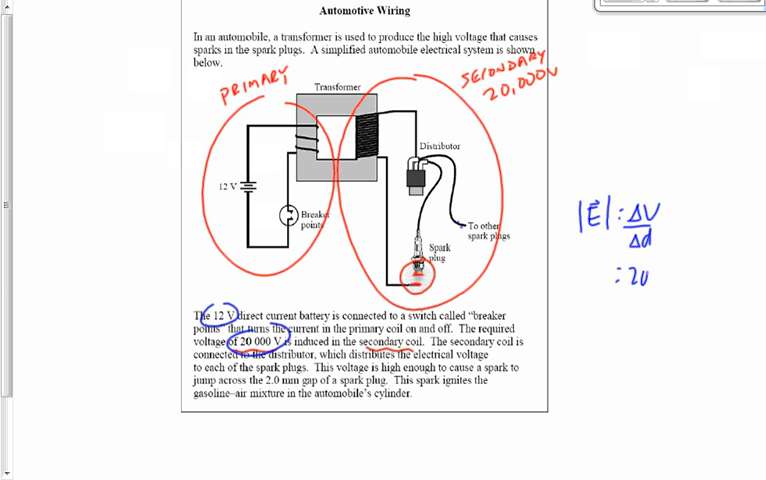 Automotive Wiring
In an automobile, a transformer is used to produce the high voltage that causes
sparks in the spark plugs. A simplified automobile electrical system is shown
below.
PRIMARY
SECONDARY
20,000V
Transformer
Distributor
12 V
Breaker
points
To other
spark plugs
Spark
plug
|E| : ΔV
Δd
: 20
The 12 V direct current battery is connected to a switch called “breaker
points” that turns the current in the primary coil on and off. The required
voltage of 20 000 V is induced in the secondary coil. The secondary coil is
connected to the distributor, which distributes the electrical voltage
to each of the spark plugs. This voltage is high enough to cause a spark to
jump across the 2.0 mm gap of a spark plug. This spark ignites the
gasoline–air mixture in the automobile’s cylinder.